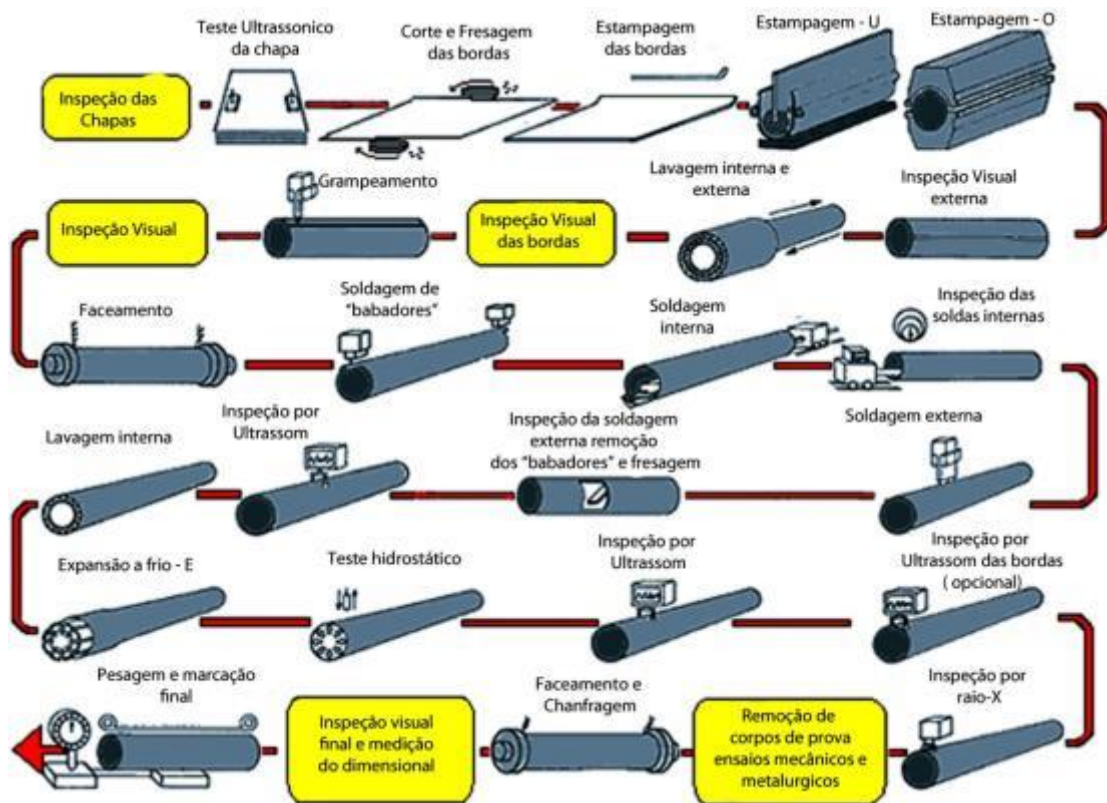 Teste Ultrassonico
da chapa
Corte e Fresagem
das bordas
Estampagem
das bordas
Estampagem - U
Estampagem - O
Inspeção das
Chapas
Grampeamento
Lavagem interna e
externa
Inspeção Visual
externa
Inspeção Visual
Inspeção Visual
das bordas
Faceamento
Soldagem de
"babadores"
Soldagem
interna
Inspeção das
soldas internas
Lavagem interna
Inspeção por
Ultrassom
Inspeção da soldagem
externa remoção
dos "babadores" e fresagem
Soldagem externa
Expansão a frio - E
Teste hidrostático
Inspeção por
Ultrassom
Inspeção por
Ultrassom das bordas
( opcional)
Pesagem e marcação
final
Inspeção visual
final e medição
do dimensional
Faceamento e
Chanfragem
Remoção de
corpos de prova
ensaios mecânicos e
metalurgicos
Inspeção por
raio-X